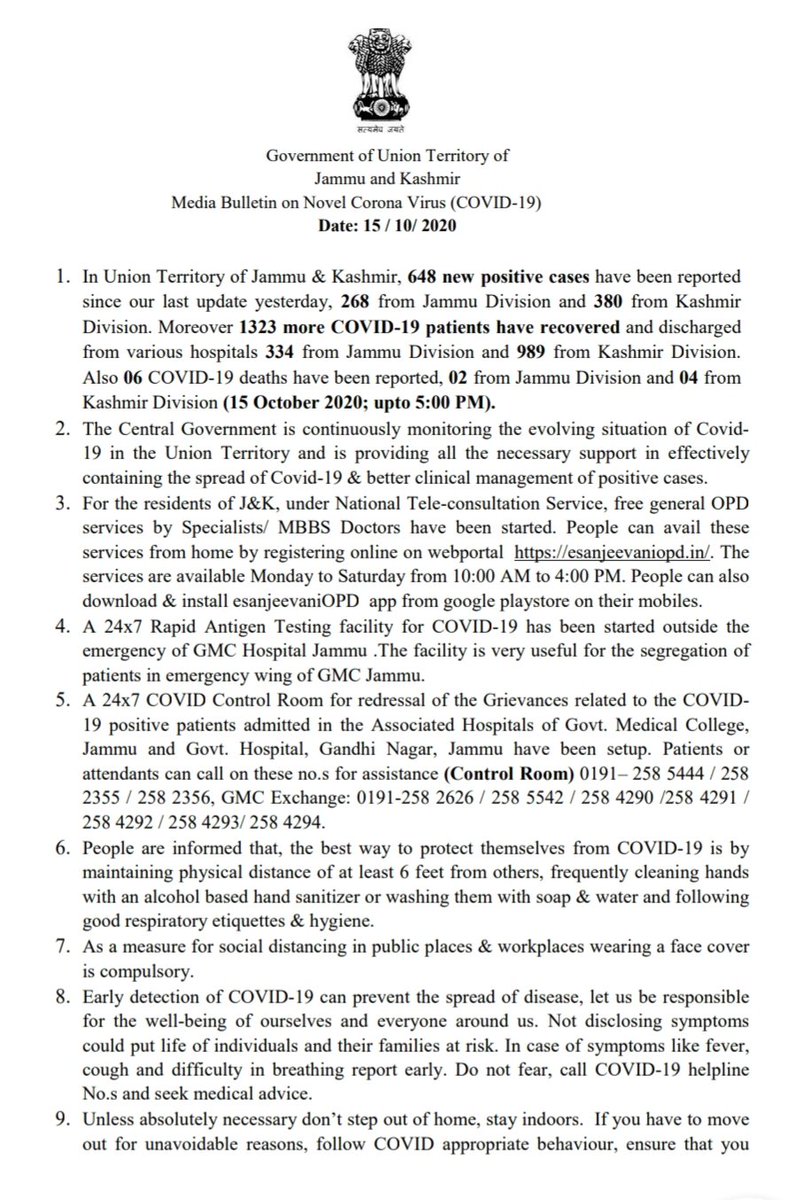 सत्यमेव जयते
Government of Union Territory of
Jammu and Kashmir
Media Bulletin on Novel Corona Virus (COVID-19)
Date: 15 / 10/ 2020
1. In Union Territory of Jammu & Kashmir, 648 new positive cases have been reported
since our last update yesterday, 268 from Jammu Division and 380 from Kashmir
Division. Moreover 1323 more COVID-19 patients have recovered and discharged
from various hospitals 334 from Jammu Division and 989 from Kashmir Division.
Also 06 COVID-19 deaths have been reported, 02 from Jammu Division and 04 from
Kashmir Division (15 October 2020; upto 5:00 PM).
2. The Central Government is continuously monitoring the evolving situation of Covid-
19 in the Union Territory and is providing all the necessary support in effectively
containing the spread of Covid-19 & better clinical management of positive cases.
3. For the residents of J&K, under National Tele-consultation Service, free general OPD
services by Specialists/ MBBS Doctors have been started. People can avail these
services from home by registering online on webportal https://esanjeevaniopd.in/. The
services are available Monday to Saturday from 10:00 AM to 4:00 PM. People can also
download & install esanjeevaniOPD app from google playstore on their mobiles.
4. A 24x7 Rapid Antigen Testing facility for COVID-19 has been started outside the
emergency of GMC Hospital Jammu .The facility is very useful for the segregation of
patients in emergency wing of GMC Jammu.
5. A 24x7 COVID Control Room for redressal of the Grievances related to the COVID-
19 positive patients admitted in the Associated Hospitals of Govt. Medical College,
Jammu and Govt. Hospital, Gandhi Nagar, Jammu have been setup. Patients or
attendants can call on these no.s for assistance (Control Room) 0191– 258 5444 / 258
2355 / 258 2356, GMC Exchange: 0191-258 2626 / 258 5542 / 258 4290 /258 4291 /
258 4292 / 258 4293/ 258 4294.
6. People are informed that, the best way to protect themselves from COVID-19 is by
maintaining physical distance of at least 6 feet from others, frequently cleaning hands
with an alcohol based hand sanitizer or washing them with soap & water and following
good respiratory etiquettes & hygiene.
7. As a measure for social distancing in public places & workplaces wearing a face cover
is compulsory.
8. Early detection of COVID-19 can prevent the spread of disease, let us be responsible
for the well-being of ourselves and everyone around us. Not disclosing symptoms
could put life of individuals and their families at risk. In case of symptoms like fever,
cough and difficulty in breathing report early. Do not fear, call COVID-19 helpline
No.s and seek medical advice.
9. Unless absolutely necessary don’t step out of home, stay indoors. If you have to move
out for unavoidable reasons, follow COVID appropriate behaviour, ensure that you